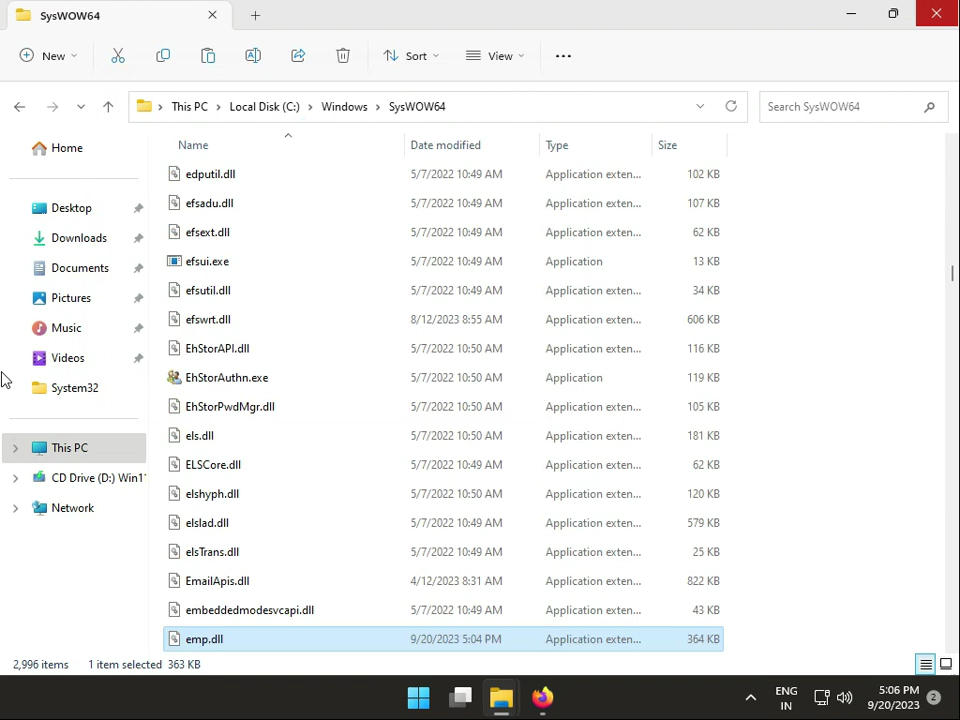 SysWOW64
New
Sort
View
This PC
Local Disk (C:)
Windows
SysWOW64
Search SysWOW64
Home
Desktop
Downloads
Documents
Pictures
Music
Videos
System32
This PC
CD Drive (D:) Win1
Network
Name Date modified Type Size
edputil.dll 5/7/2022 10:49 AM Application exten... 102 KB
efsadu.dll 5/7/2022 10:49 AM Application exten... 107 KB
efsext.dll 5/7/2022 10:49 AM Application exten... 62 KB
efsui.exe 5/7/2022 10:49 AM Application 13 KB
efsutil.dll 5/7/2022 10:49 AM Application exten... 34 KB
efswrt.dll 8/12/2023 8:55 AM Application exten... 606 KB
EhStorAPI.dll 5/7/2022 10:50 AM Application exten... 116 KB
EhStorAuthn.exe 5/7/2022 10:50 AM Application 119 KB
EhStorPwdMgr.dll 5/7/2022 10:50 AM Application exten... 105 KB
els.dll 5/7/2022 10:50 AM Application exten... 181 KB
ELSCore.dll 5/7/2022 10:50 AM Application exten... 62 KB
elshyph.dll 5/7/2022 10:50 AM Application exten... 120 KB
elslad.dll 5/7/2022 10:49 AM Application exten... 579 KB
elsTrans.dll 5/7/2022 10:49 AM Application exten... 25 KB
EmailApis.dll 4/12/2023 8:31 AM Application exten... 822 KB
embeddedmodesvcapi.dll 5/7/2022 10:49 AM Application exten... 43 KB
emp.dll 9/20/2023 5:04 PM Application exten... 364 KB
2,996 items 1 item selected 363 KB
ENG
IN
5:06 PM
9/20/2023
2